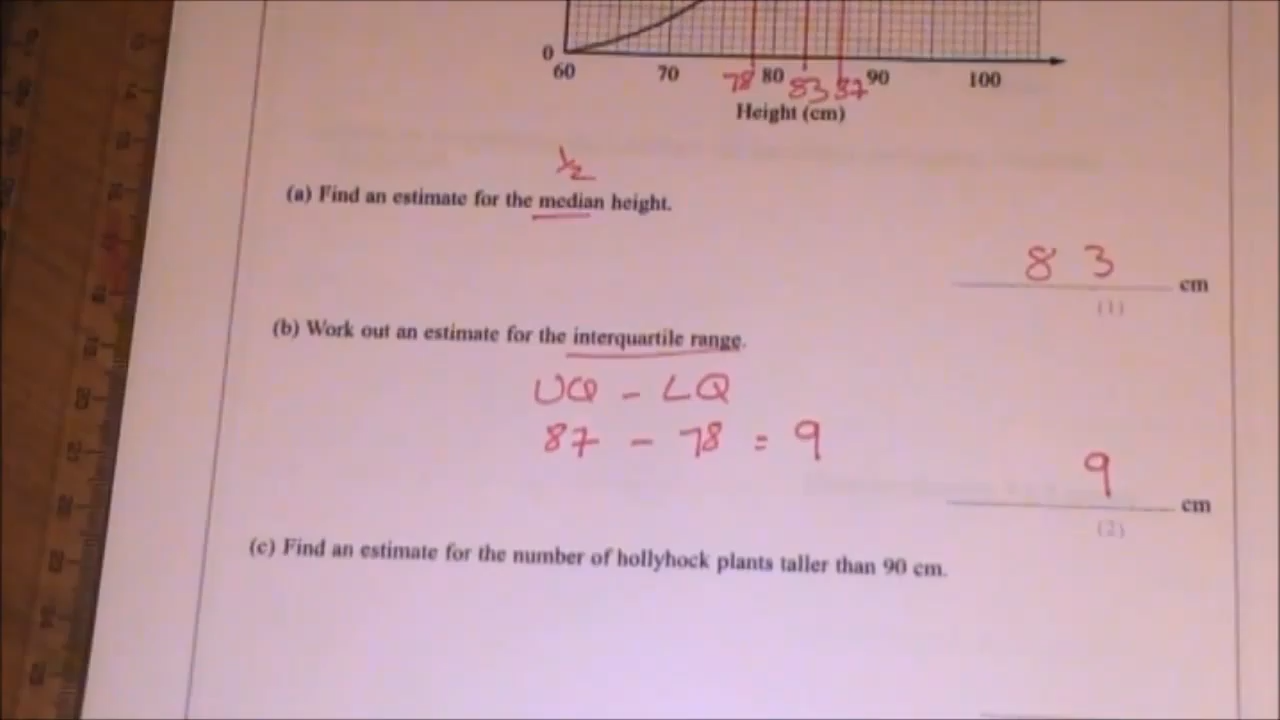 0
60 70 78 80 83 87 90 100
Height (cm)
1/2
(a) Find an estimate for the median height.
83 cm
(1)
(b) Work out an estimate for the interquartile range.
UQ - LQ
87 - 78 = 9
9 cm
(2)
(c) Find an estimate for the number of hollyhock plants taller than 90 cm.